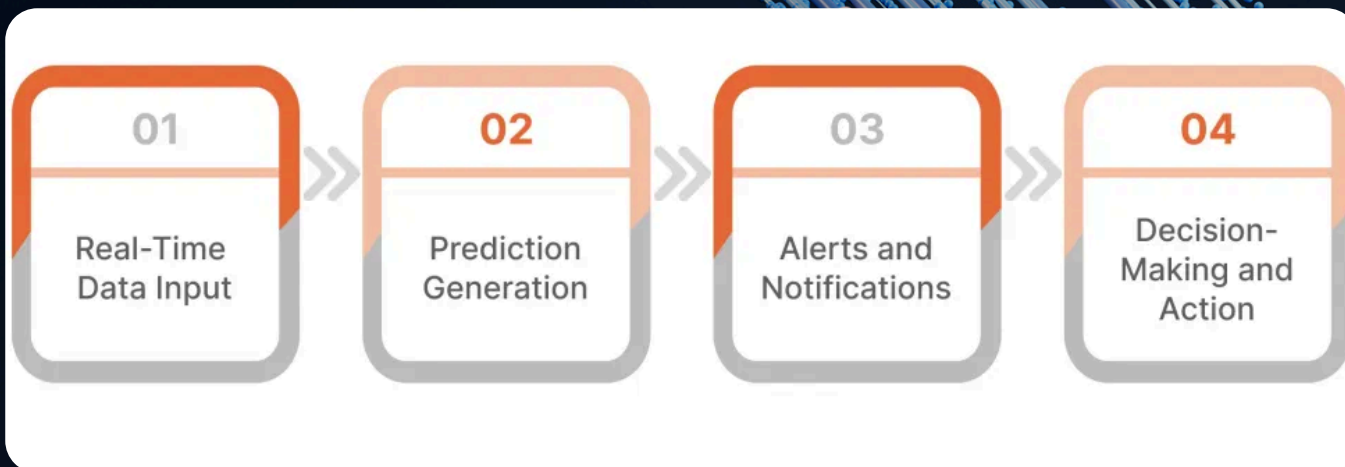 01
Real-Time
Data Input
02
Prediction
Generation
03
Alerts and
Notifications
04
Decision-
Making and
Action